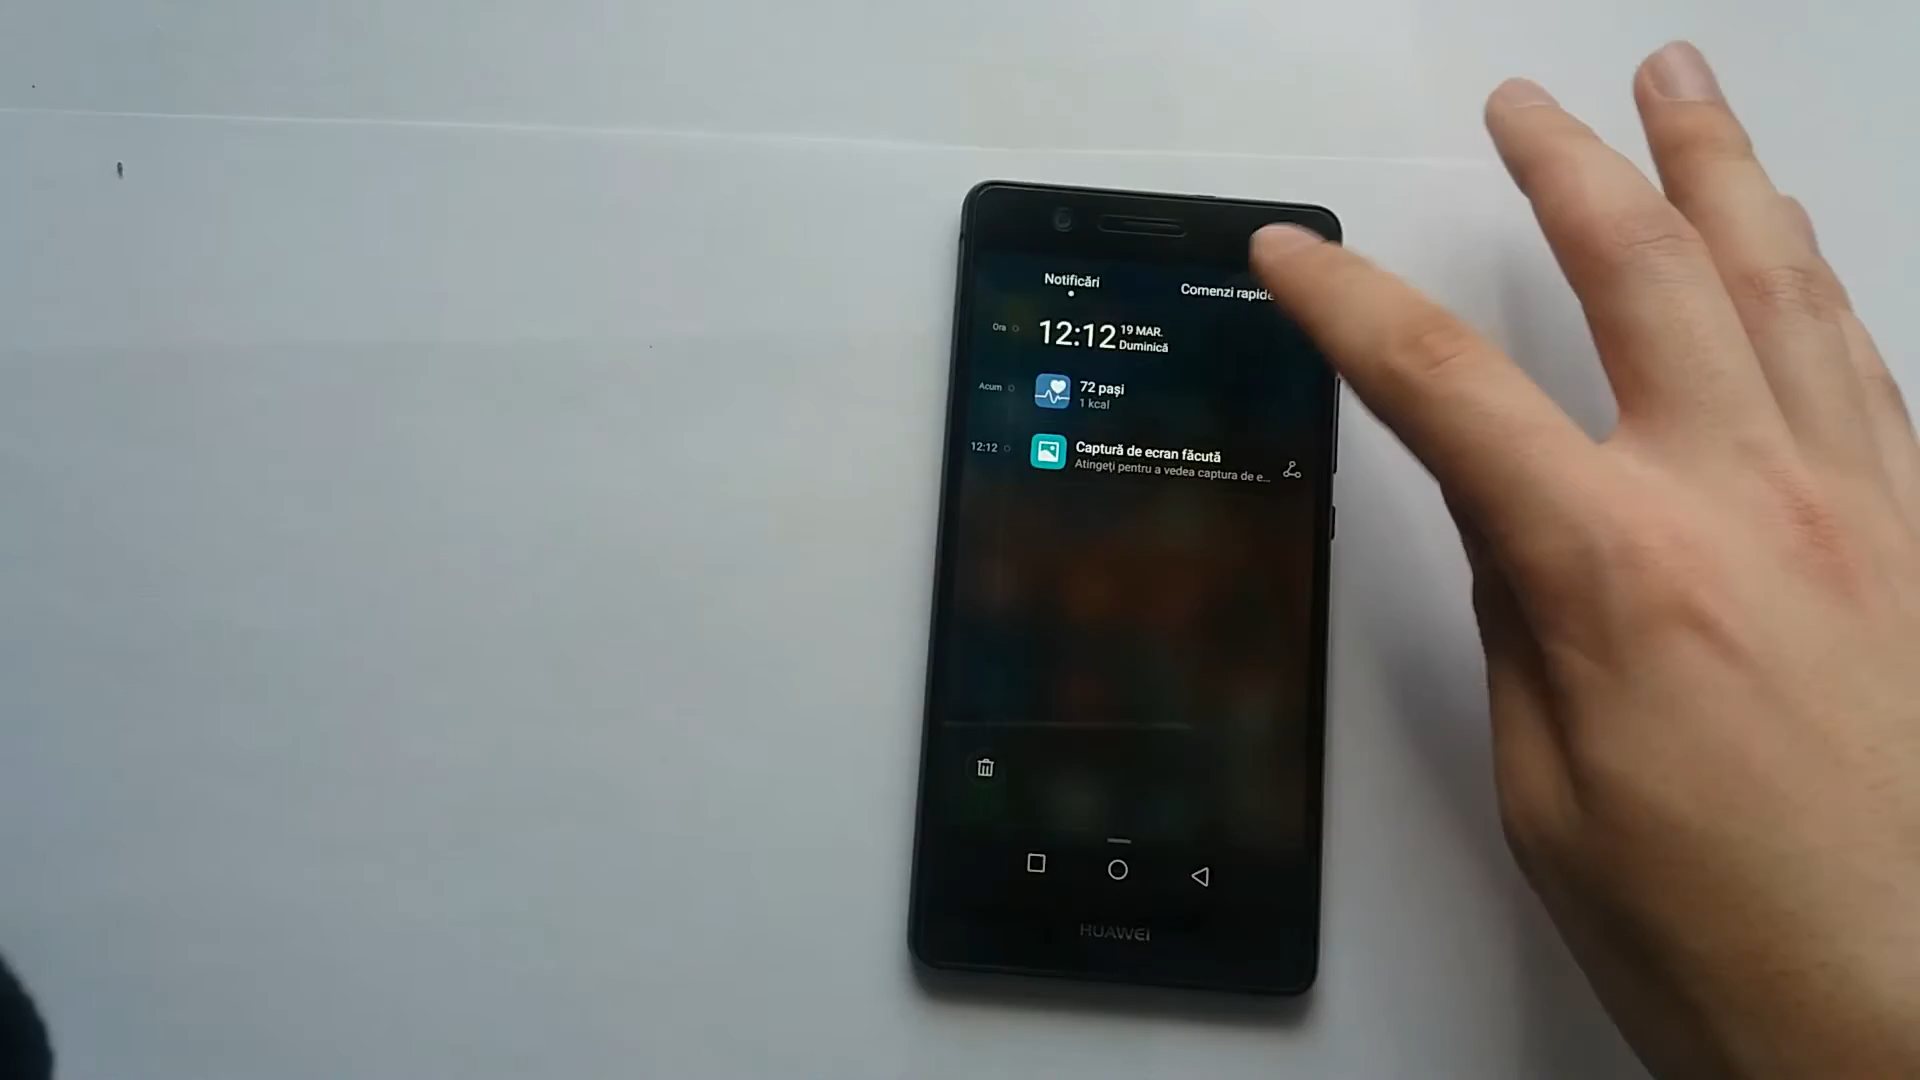 Notificări
Comenzi rapide
Ora
12:12
19 MAR.
Duminică
Acum
72 pași
1 kcal
12:12
Captură de ecran făcută
Atingeți pentru a vedea captura de e...
HUAWEI